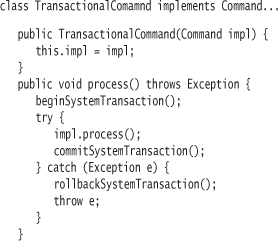 class TransactionalComamnd implements Command...
public TransactionalCommand(Command impl) {
this.impl = impl;
}
public void process() throws Exception {
beginSystemTransaction();
try {
impl.process();
commitSystemTransaction();
} catch (Exception e) {
rollbackSystemTransaction();
throw e;
}
}